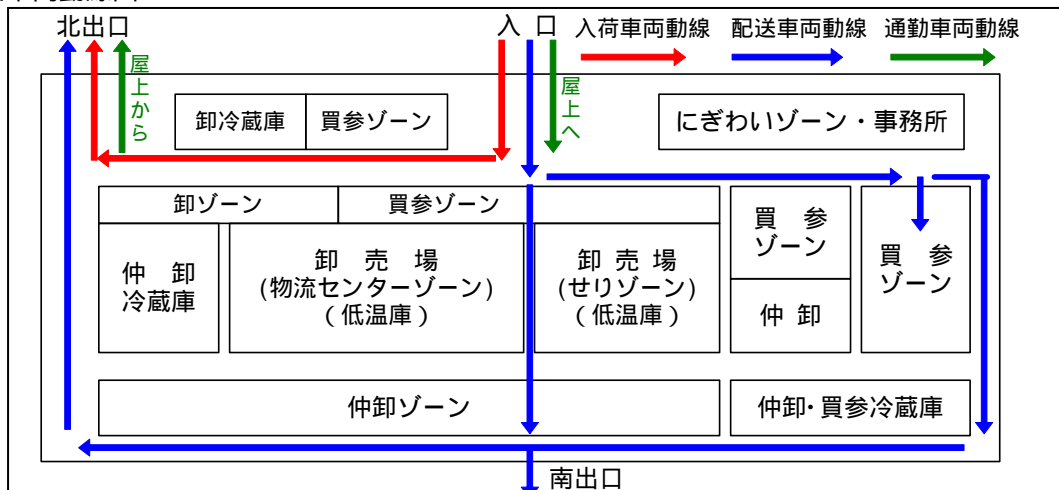 北出口
入 口
入荷車両動線
配送車両動線
通勤車両動線
屋上から
屋上へ
卸冷蔵庫
買参ゾーン
にぎわいゾーン・事務所
卸ゾーン
買参ゾーン
仲 卸
冷蔵庫
卸 売 場
(物流センターゾーン)
(低温庫)
卸 売 場
(せりゾーン)
(低温庫)
買 参
ゾーン
仲 卸
買 参
ゾーン
仲卸ゾーン
仲卸・買参冷蔵庫
南出口